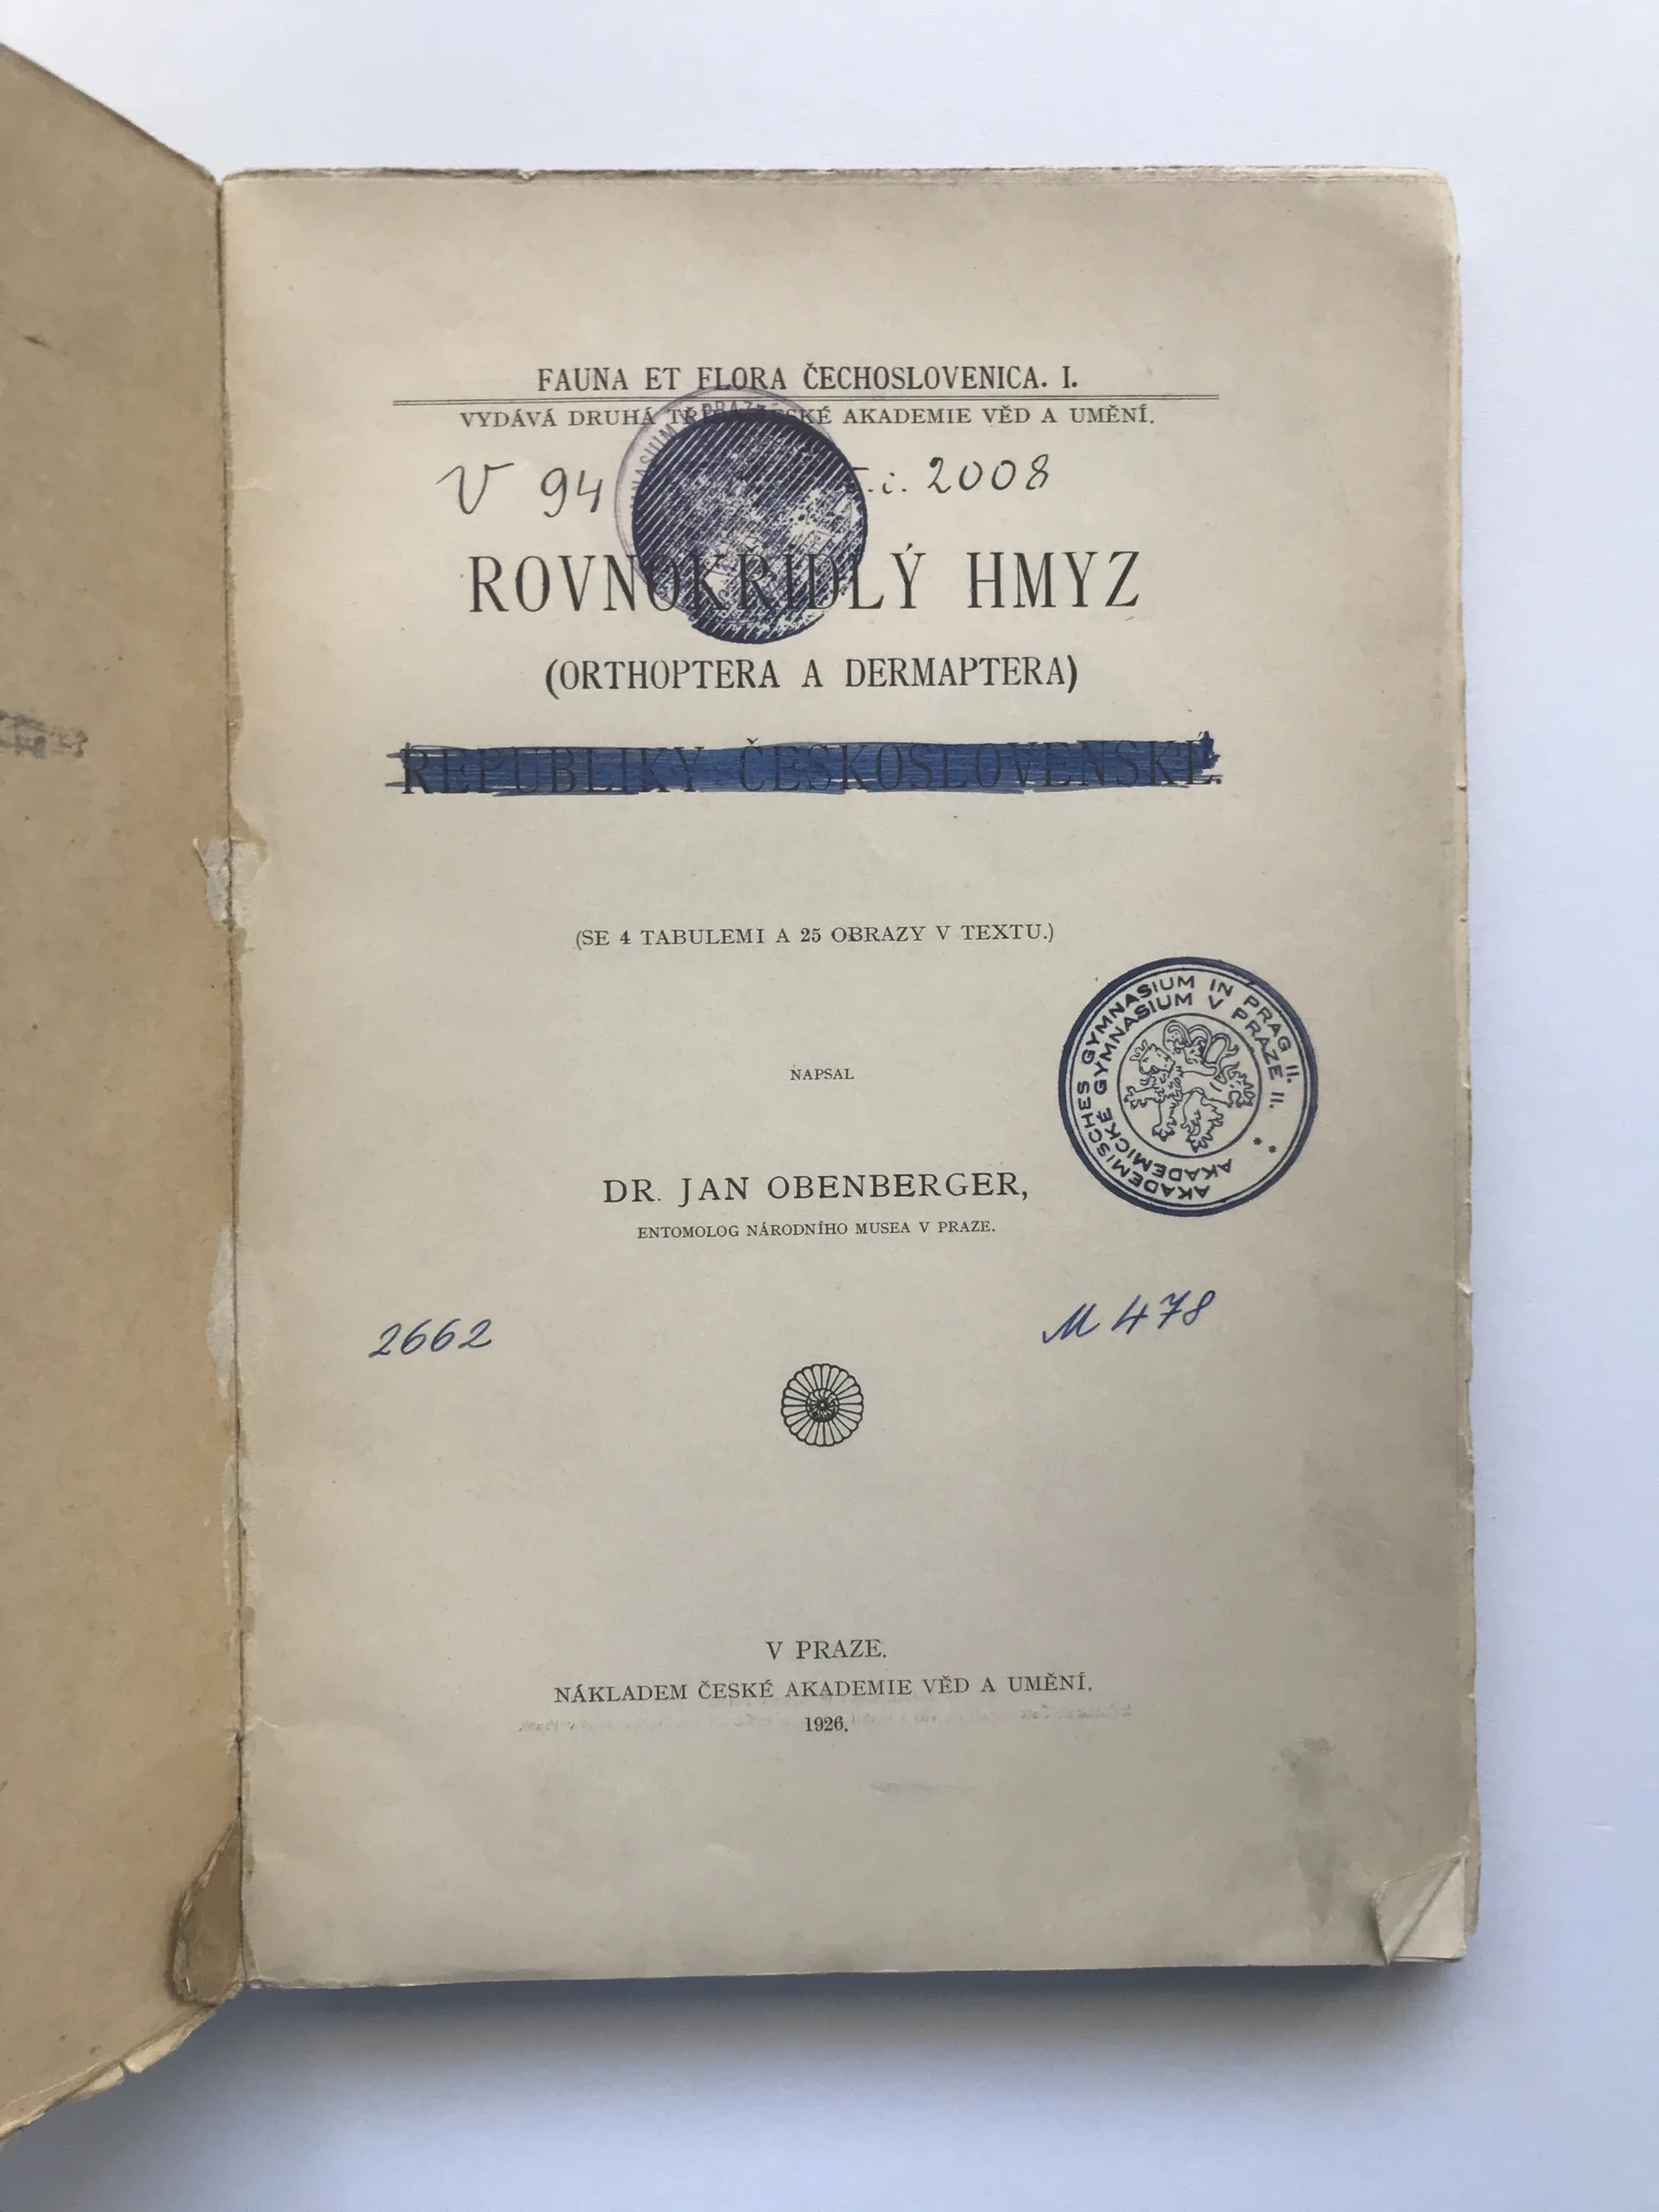 FAUNA ET FLORA ČECHOSLOVENICA. I.
VYDÁVÁ DRUHÁ TŘÍDA ČESKÉ AKADEMIE VĚD A UMĚNÍ.
V 94 i. 2008
ROVNOKŘÍDLÝ HMYZ
(ORTHOPTERA A DERMAPTERA)
REPUBLIKY ČESKOSLOVENSKÉ.
(SE 4 TABULEMI A 25 OBRAZY V TEXTU.)
AKADEMISCHES GYMNASIUM IN PRAG II.
AKADEMICKÉ GYMNASIUM V PRAZE II.
NAPSAL
DR. JAN OBENBERGER,
ENTOMOLOG NÁRODNÍHO MUSEA V PRAZE.
2662
M 478
V PRAZE.
NÁKLADEM ČESKÉ AKADEMIE VĚD A UMĚNÍ.
1926.